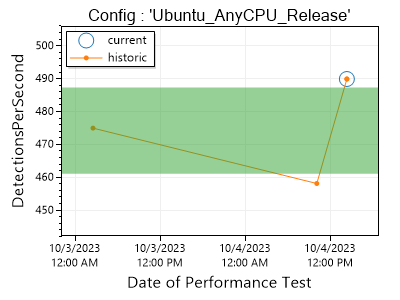 Config : 'Ubuntu_AnyCPU_Release'
current
historic
DetectionsPerSecond
500
490
480
470
460
450
10/3/2023
12:00 AM
10/3/2023
12:00 PM
10/4/2023
12:00 AM
10/4/2023
12:00 PM
Date of Performance Test